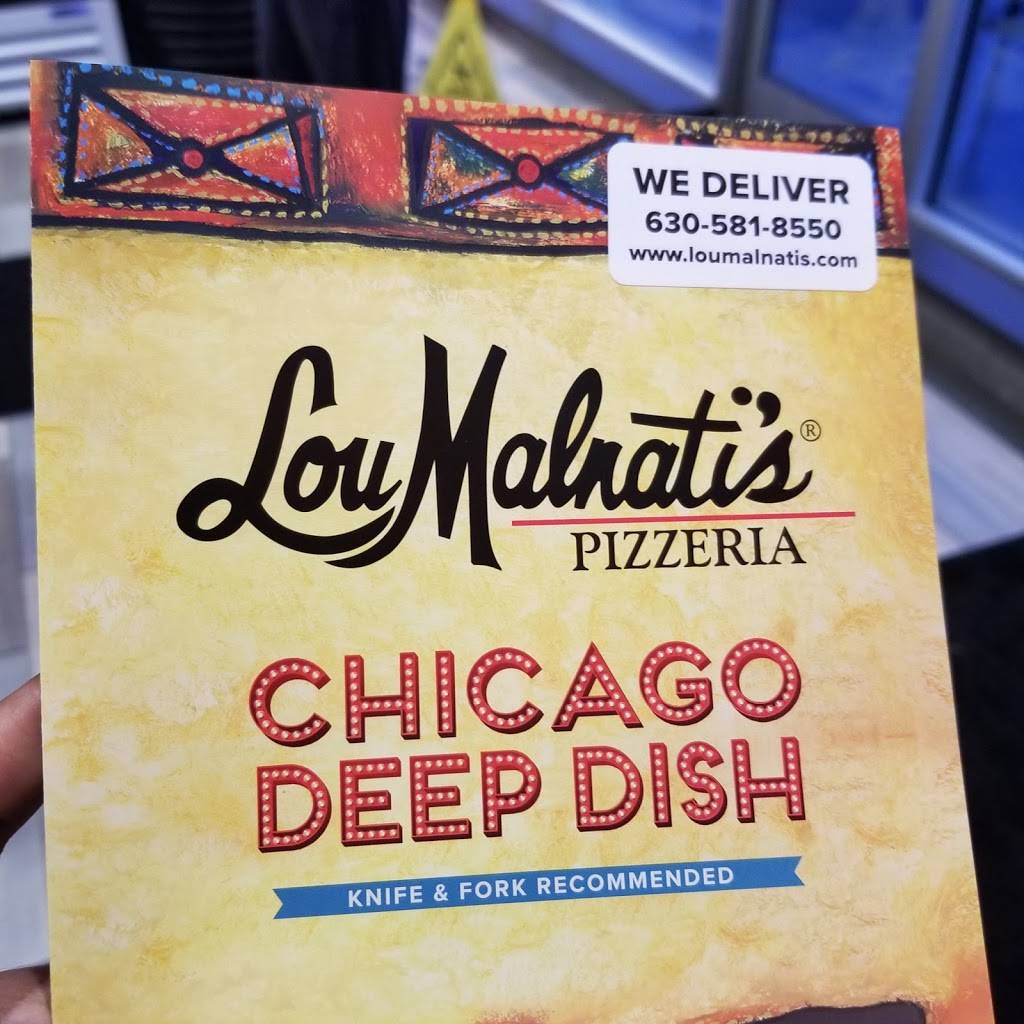 WE DELIVER
630-581-8550
www.loumalnatis.com
Lou Malnati's®
PIZZERIA
CHICAGO
DEEP DISH
KNIFE & FORK RECOMMENDED